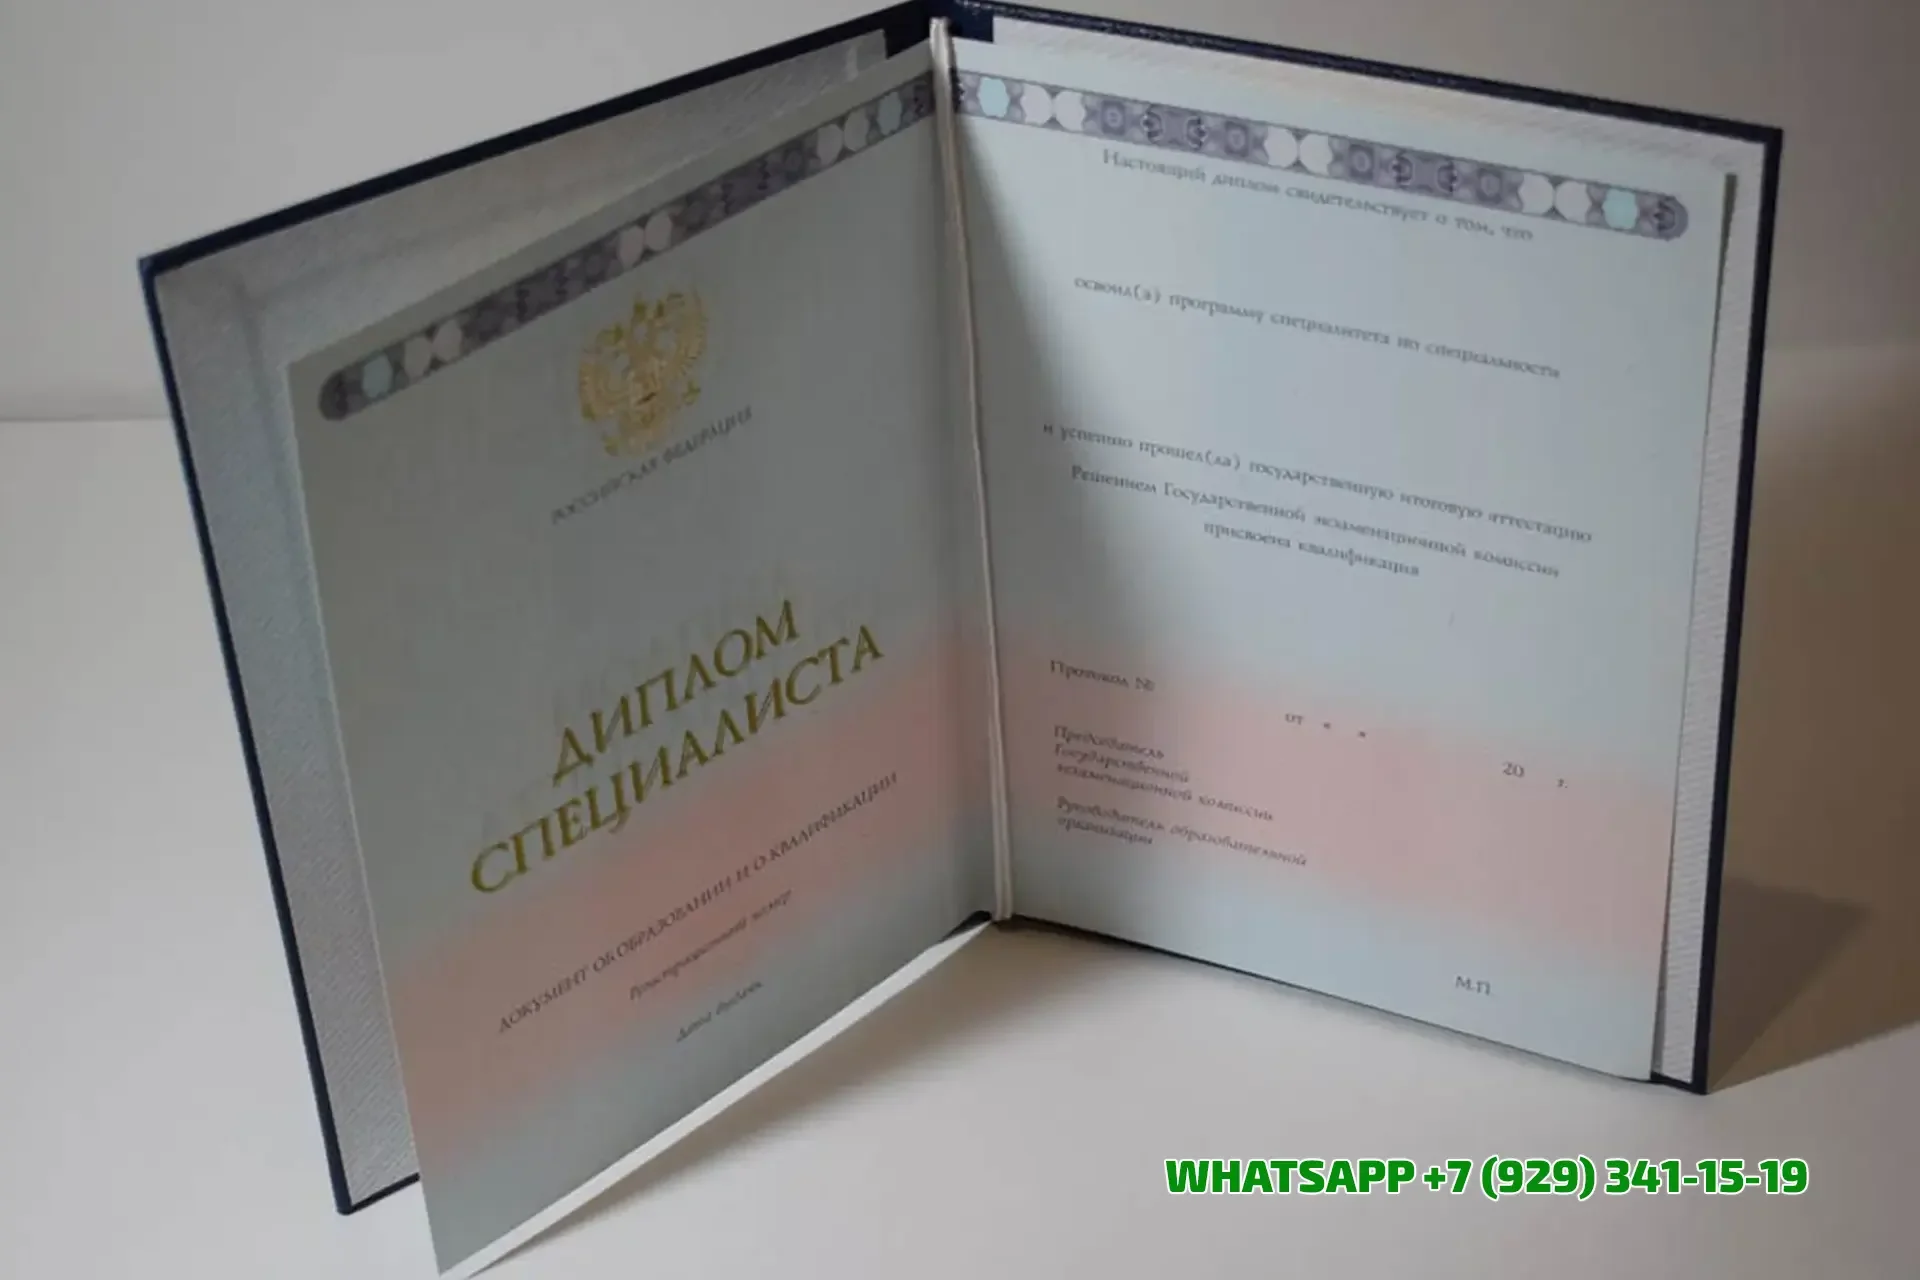 РОССИЙСКАЯ ФЕДЕРАЦИЯ
ДИПЛОМ
СПЕЦИАЛИСТА
ДОКУМЕНТ ОБ ОБРАЗОВАНИИ И О КВАЛИФИКАЦИИ
Регистрационный номер
Дата выдачи
Настоящий диплом свидетельствует о том, что
освоил(а) программу специалитета по специальности
и успешно прошел(ла) государственную итоговую аттестацию
Решением Государственной экзаменационной комиссии
присвоена квалификация
Протокол №
от « » 20 г.
Председатель
Государственной
экзаменационной комиссии
Руководитель образовательной
организации
М.П.
WHATSAPP +7 (929) 341-15-19